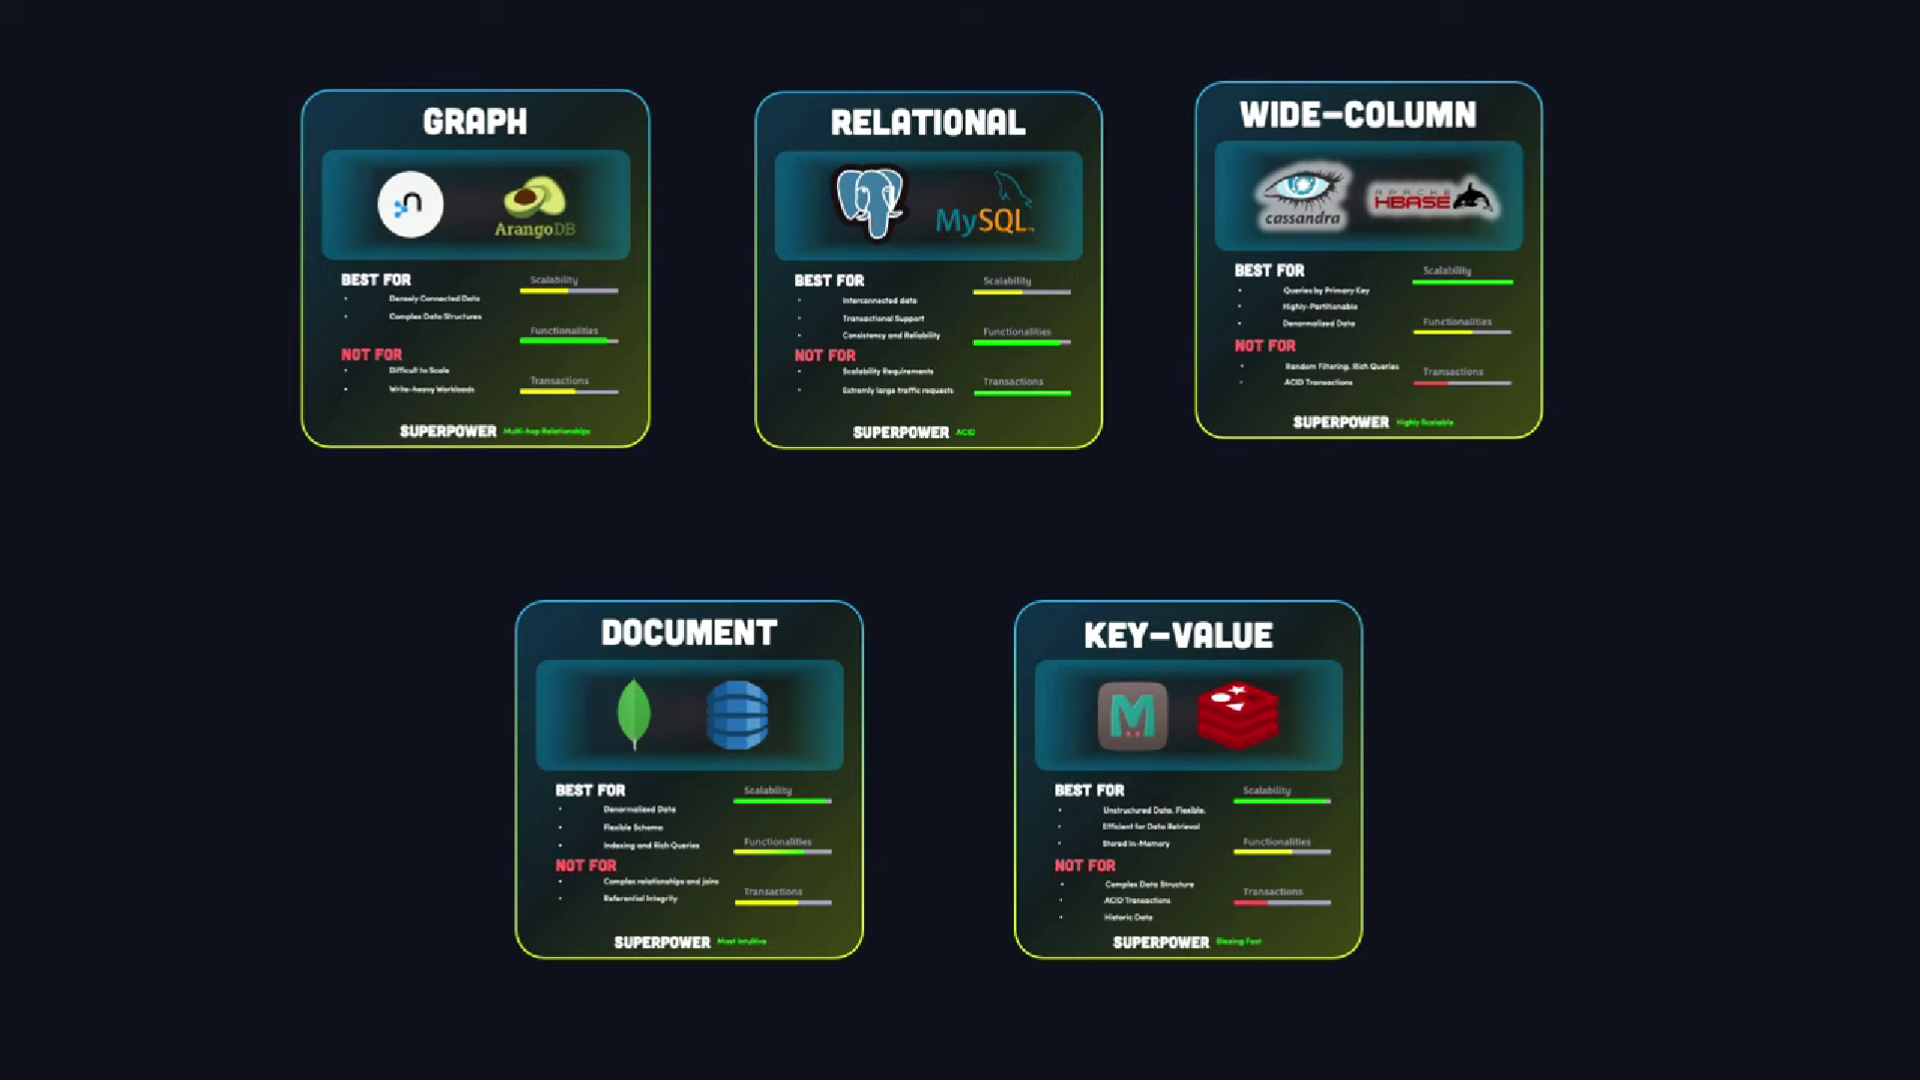 GRAPH
ArangoDB
BEST FOR
Densely Connected Data
Complex Data Structures
NOT FOR
Difficult to Scale
Write-heavy Workloads
Scalability
Functionalities
Transactions
SUPERPOWER Multi-hop Relationships
RELATIONAL
MySQL
BEST FOR
Interconnected data
Transactional Support
Consistency and Reliability
NOT FOR
Scalability Requirements
Extremly large traffic requests
Scalability
Functionalities
Transactions
SUPERPOWER ACID
WIDE-COLUMN
cassandra
APACHE
HBASE
BEST FOR
Queries by Primary Key
Highly-Partitionable
Denormalized Data
NOT FOR
Random Filtering, Rich Queries
ACID Transactions
Scalability
Functionalities
Transactions
SUPERPOWER Highly Scalable
DOCUMENT
BEST FOR
Denormalized Data
Flexible Schema
Indexing and Rich Queries
NOT FOR
Complex relationships and joins
Referential Integrity
Scalability
Functionalities
Transactions
SUPERPOWER Most Intuitive
KEY-VALUE
M
BEST FOR
Unstructured Data. Flexible.
Efficient for Data Retrieval
Stored In-Memory
NOT FOR
Complex Data Structure
ACID Transactions
Historic Data
Scalability
Functionalities
Transactions
SUPERPOWER Blazing Fast